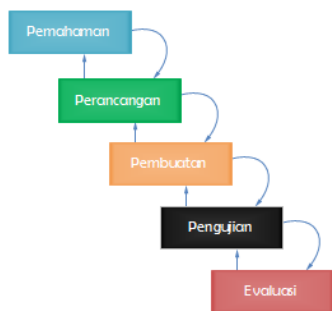 Pemahaman
Perancangan
Pembuatan
Pengujian
Evaluasi